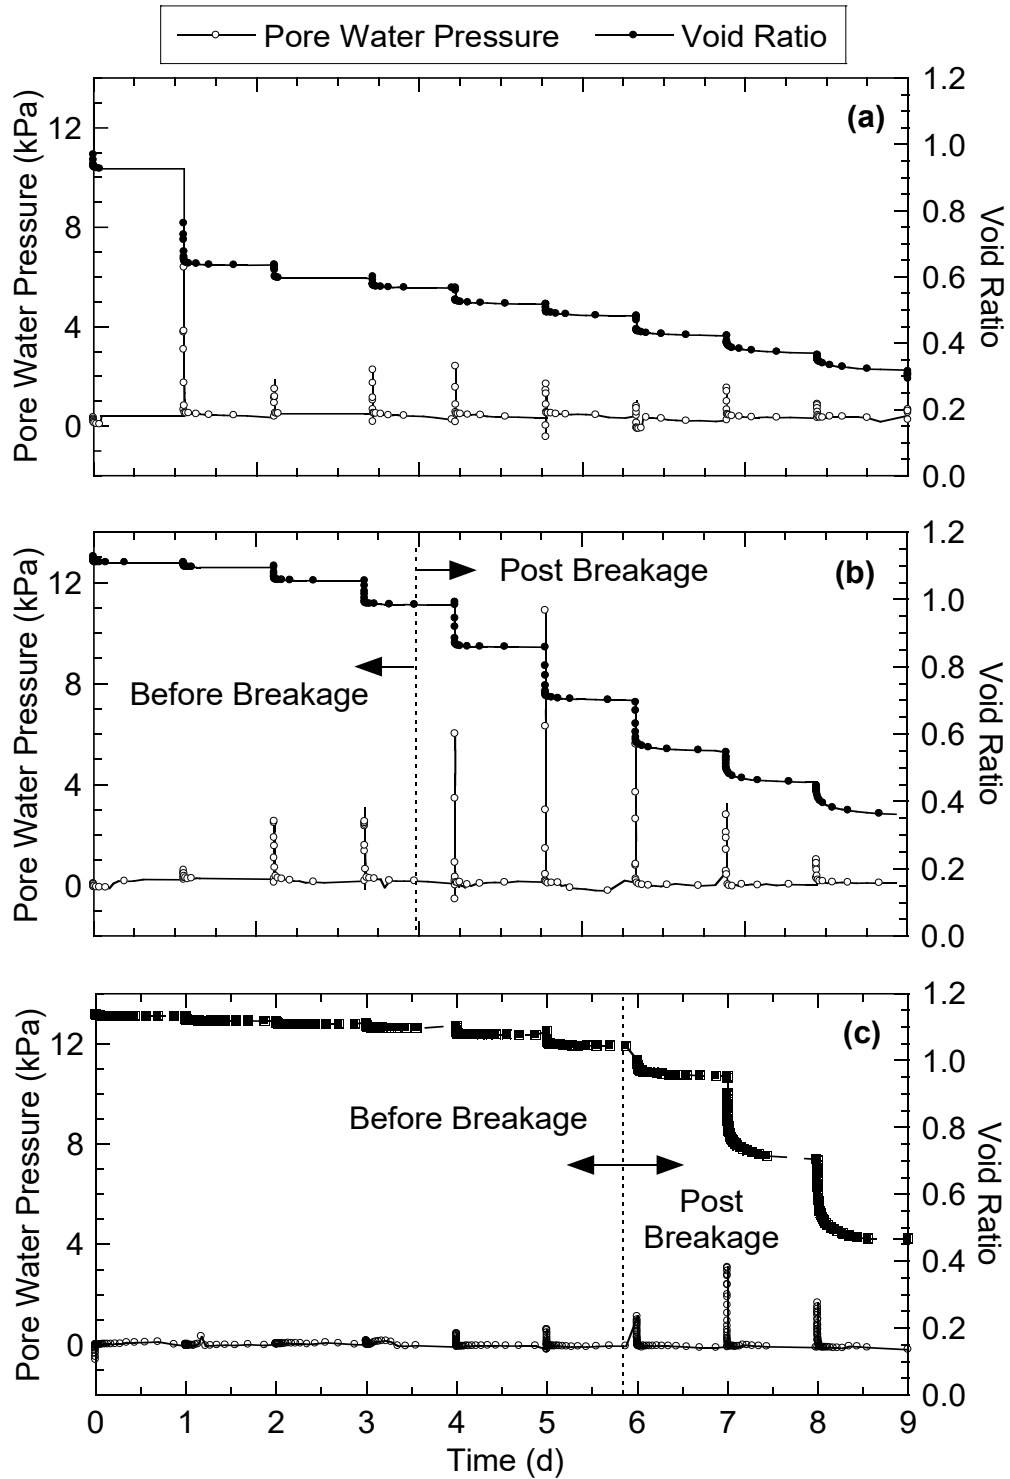 Pore Water Pressure Void Ratio
(a)
Pore Water Pressure (kPa)
12
8
4
0
1.2
1.0
0.8
0.6
0.4
0.2
0.0
Void Ratio
(b)
Post Breakage
Before Breakage
Pore Water Pressure (kPa)
12
8
4
0
1.2
1.0
0.8
0.6
0.4
0.2
0.0
Void Ratio
(c)
Before Breakage
Post
Breakage
Pore Water Pressure (kPa)
12
8
4
0
1.2
1.0
0.8
0.6
0.4
0.2
0.0
Void Ratio
0 1 2 3 4 5 6 7 8 9
Time (d)